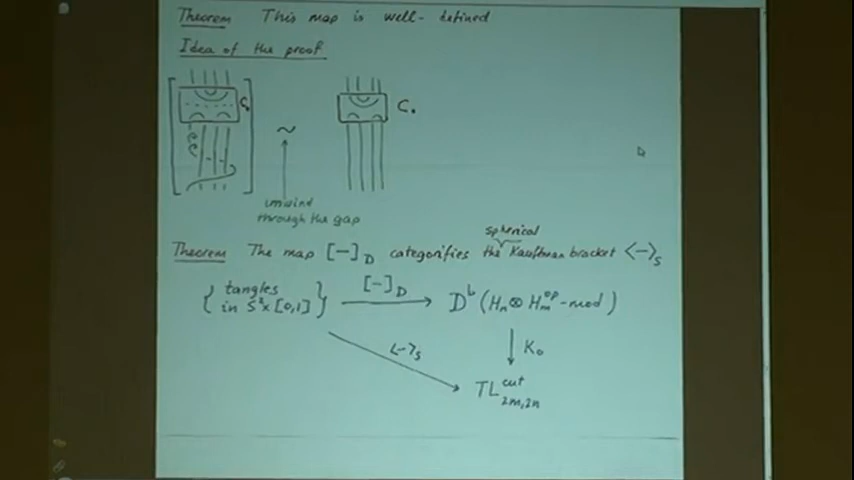 Theorem This map is well-defined
Idea of the proof
C. ~ C.
unwind
through the gap
spherical
Theorem The map [-]_D categorifies the Kauffman bracket <->_S
{ tangles in S²×[0,1] } [-]_D D^b (H_n ⊗ H_m^op -mod)
<->_S K_0
TL^cut_2m,2n